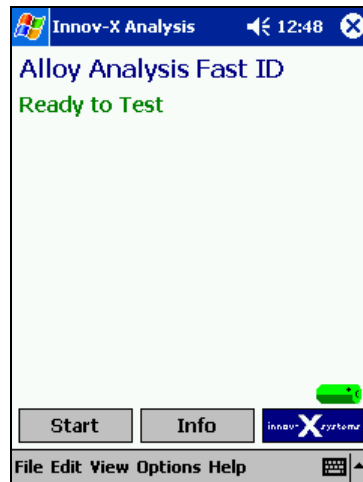 Innov-X Analysis 12:48
Alloy Analysis Fast ID
Ready to Test
Start Info innov-X systems
File Edit View Options Help